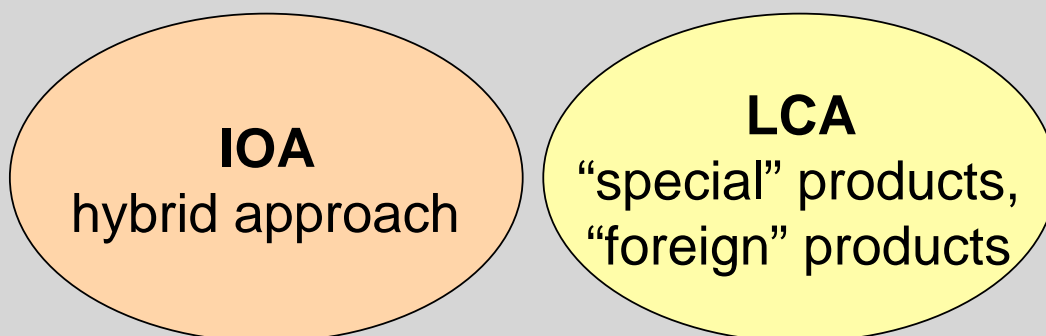 IOA
hybrid approach
LCA
“special” products,
“foreign” products